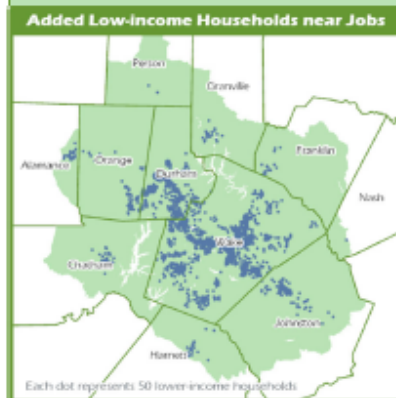 Added Low-income Households near Jobs
Person
Granville
Franklin
Alamance
Orange
Durham
Nash
Wake
Chatham
Johnston
Harnett
Each dot represents 50 lower-income households